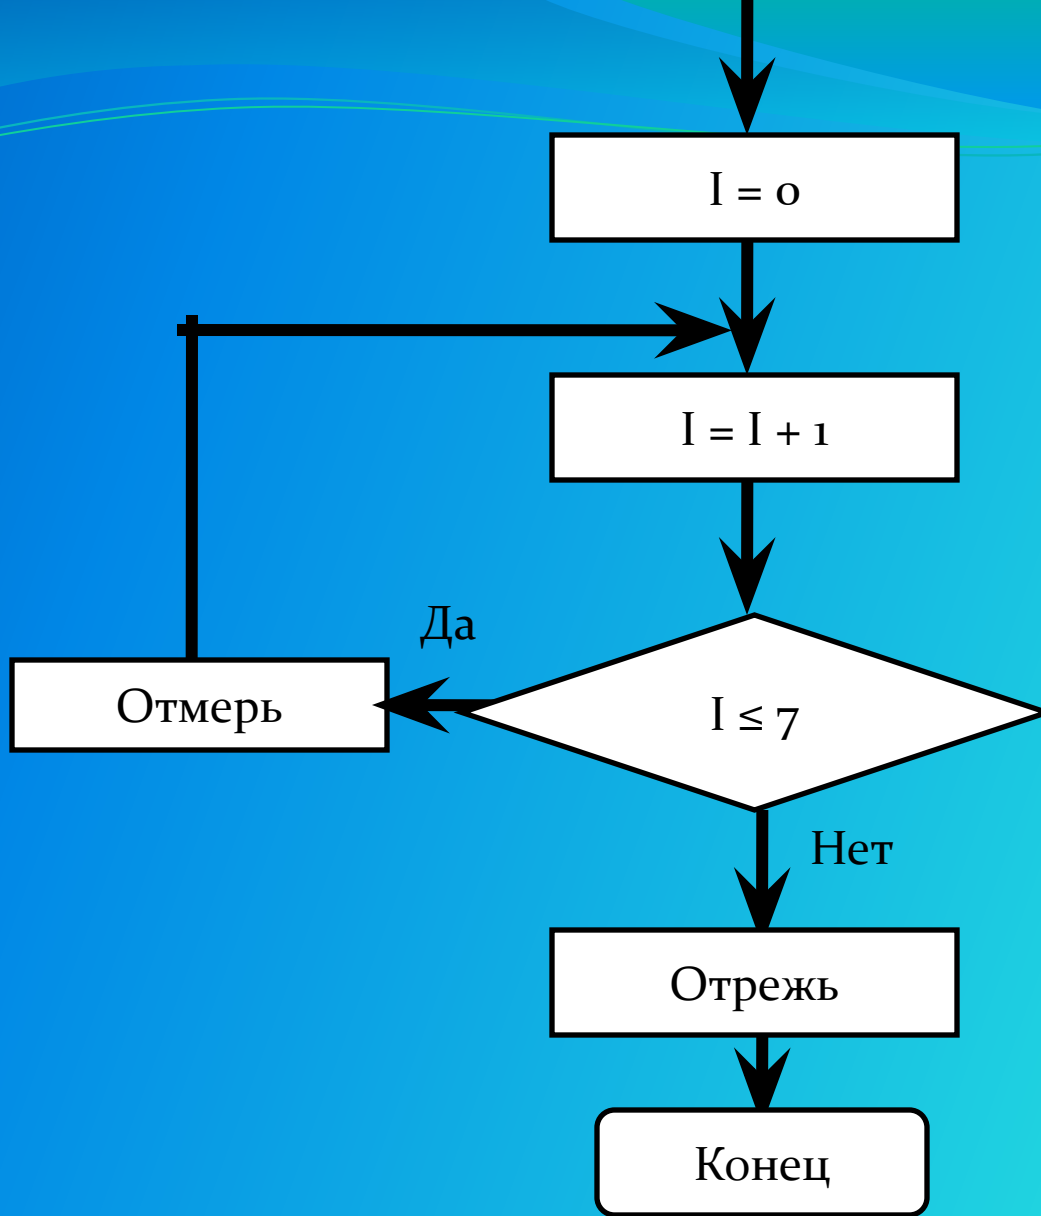 I = 0
I = I + 1
Да
Отмерь
I ≤ 7
Нет
Отрежь
Конец